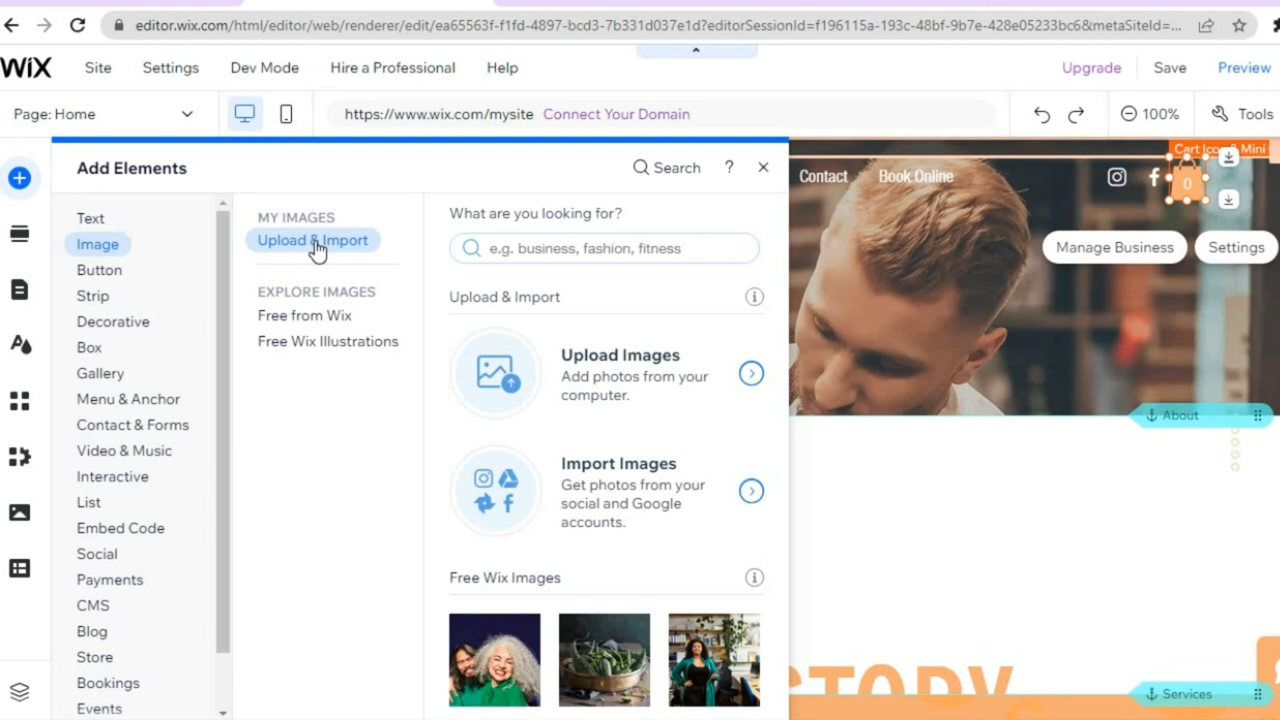 editor.wix.com/html/editor/web/renderer/edit/ea65563f-f1fd-4897-bcd3-7b331d037e1d?editorSessionId=f196115a-193c-48bf-9b7e-428e05233bc6&metaSiteId=...
WiX
Site
Settings
Dev Mode
Hire a Professional
Help
Upgrade
Save
Preview
Page: Home
https://www.wix.com/mysite
Connect Your Domain
100%
Tools
Add Elements
Search
?
Text
Image
Button
Strip
Decorative
Box
Gallery
Menu & Anchor
Contact & Forms
Video & Music
Interactive
List
Embed Code
Social
Payments
CMS
Blog
Store
Bookings
Events
MY IMAGES
Upload & Import
EXPLORE IMAGES
Free from Wix
Free Wix Illustrations
What are you looking for?
e.g. business, fashion, fitness
Upload & Import
Upload Images
Add photos from your
computer.
Import Images
Get photos from your
social and Google
accounts.
Free Wix Images
Contact
Book Online
Cart Icon & Mini
0
Manage Business
Settings
About
Services